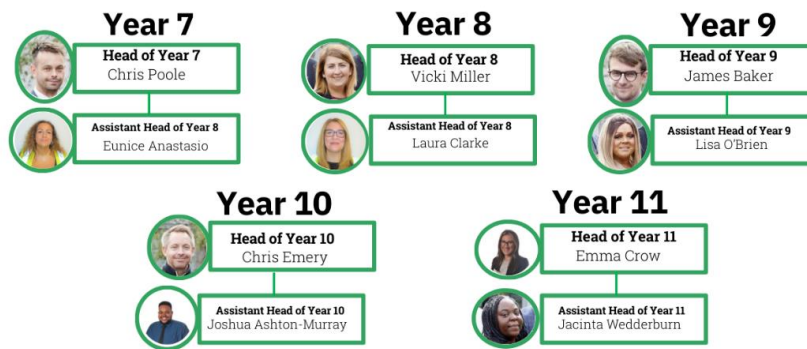 Year 7
Head of Year 7
Chris Poole
Assistant Head of Year 8
Eunice Anastasio
Year 8
Head of Year 8
Vicki Miller
Assistant Head of Year 8
Laura Clarke
Year 9
Head of Year 9
James Baker
Assistant Head of Year 9
Lisa O'Brien
Year 10
Head of Year 10
Chris Emery
Assistant Head of Year 10
Joshua Ashton-Murray
Year 11
Head of Year 11
Emma Crow
Assistant Head of Year 11
Jacinta Wedderburn